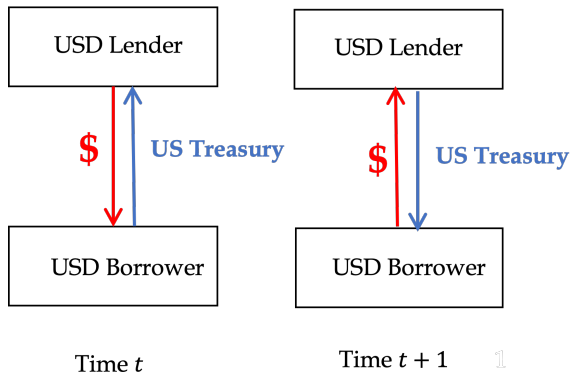 USD Lender
USD Lender
$
US Treasury
$
US Treasury
USD Borrower
USD Borrower
Time t
Time t + 1
1